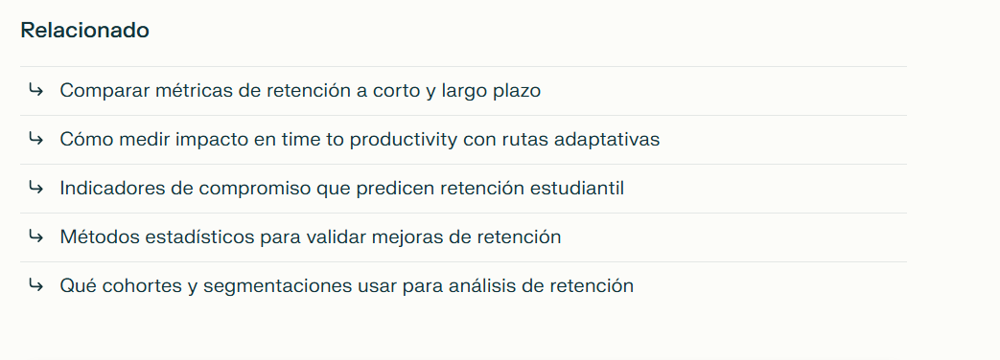 Relacionado
Comparar métricas de retención a corto y largo plazo
Cómo medir impacto en time to productivity con rutas adaptativas
Indicadores de compromiso que predicen retención estudiantil
Métodos estadísticos para validar mejoras de retención
Qué cohortes y segmentaciones usar para análisis de retención